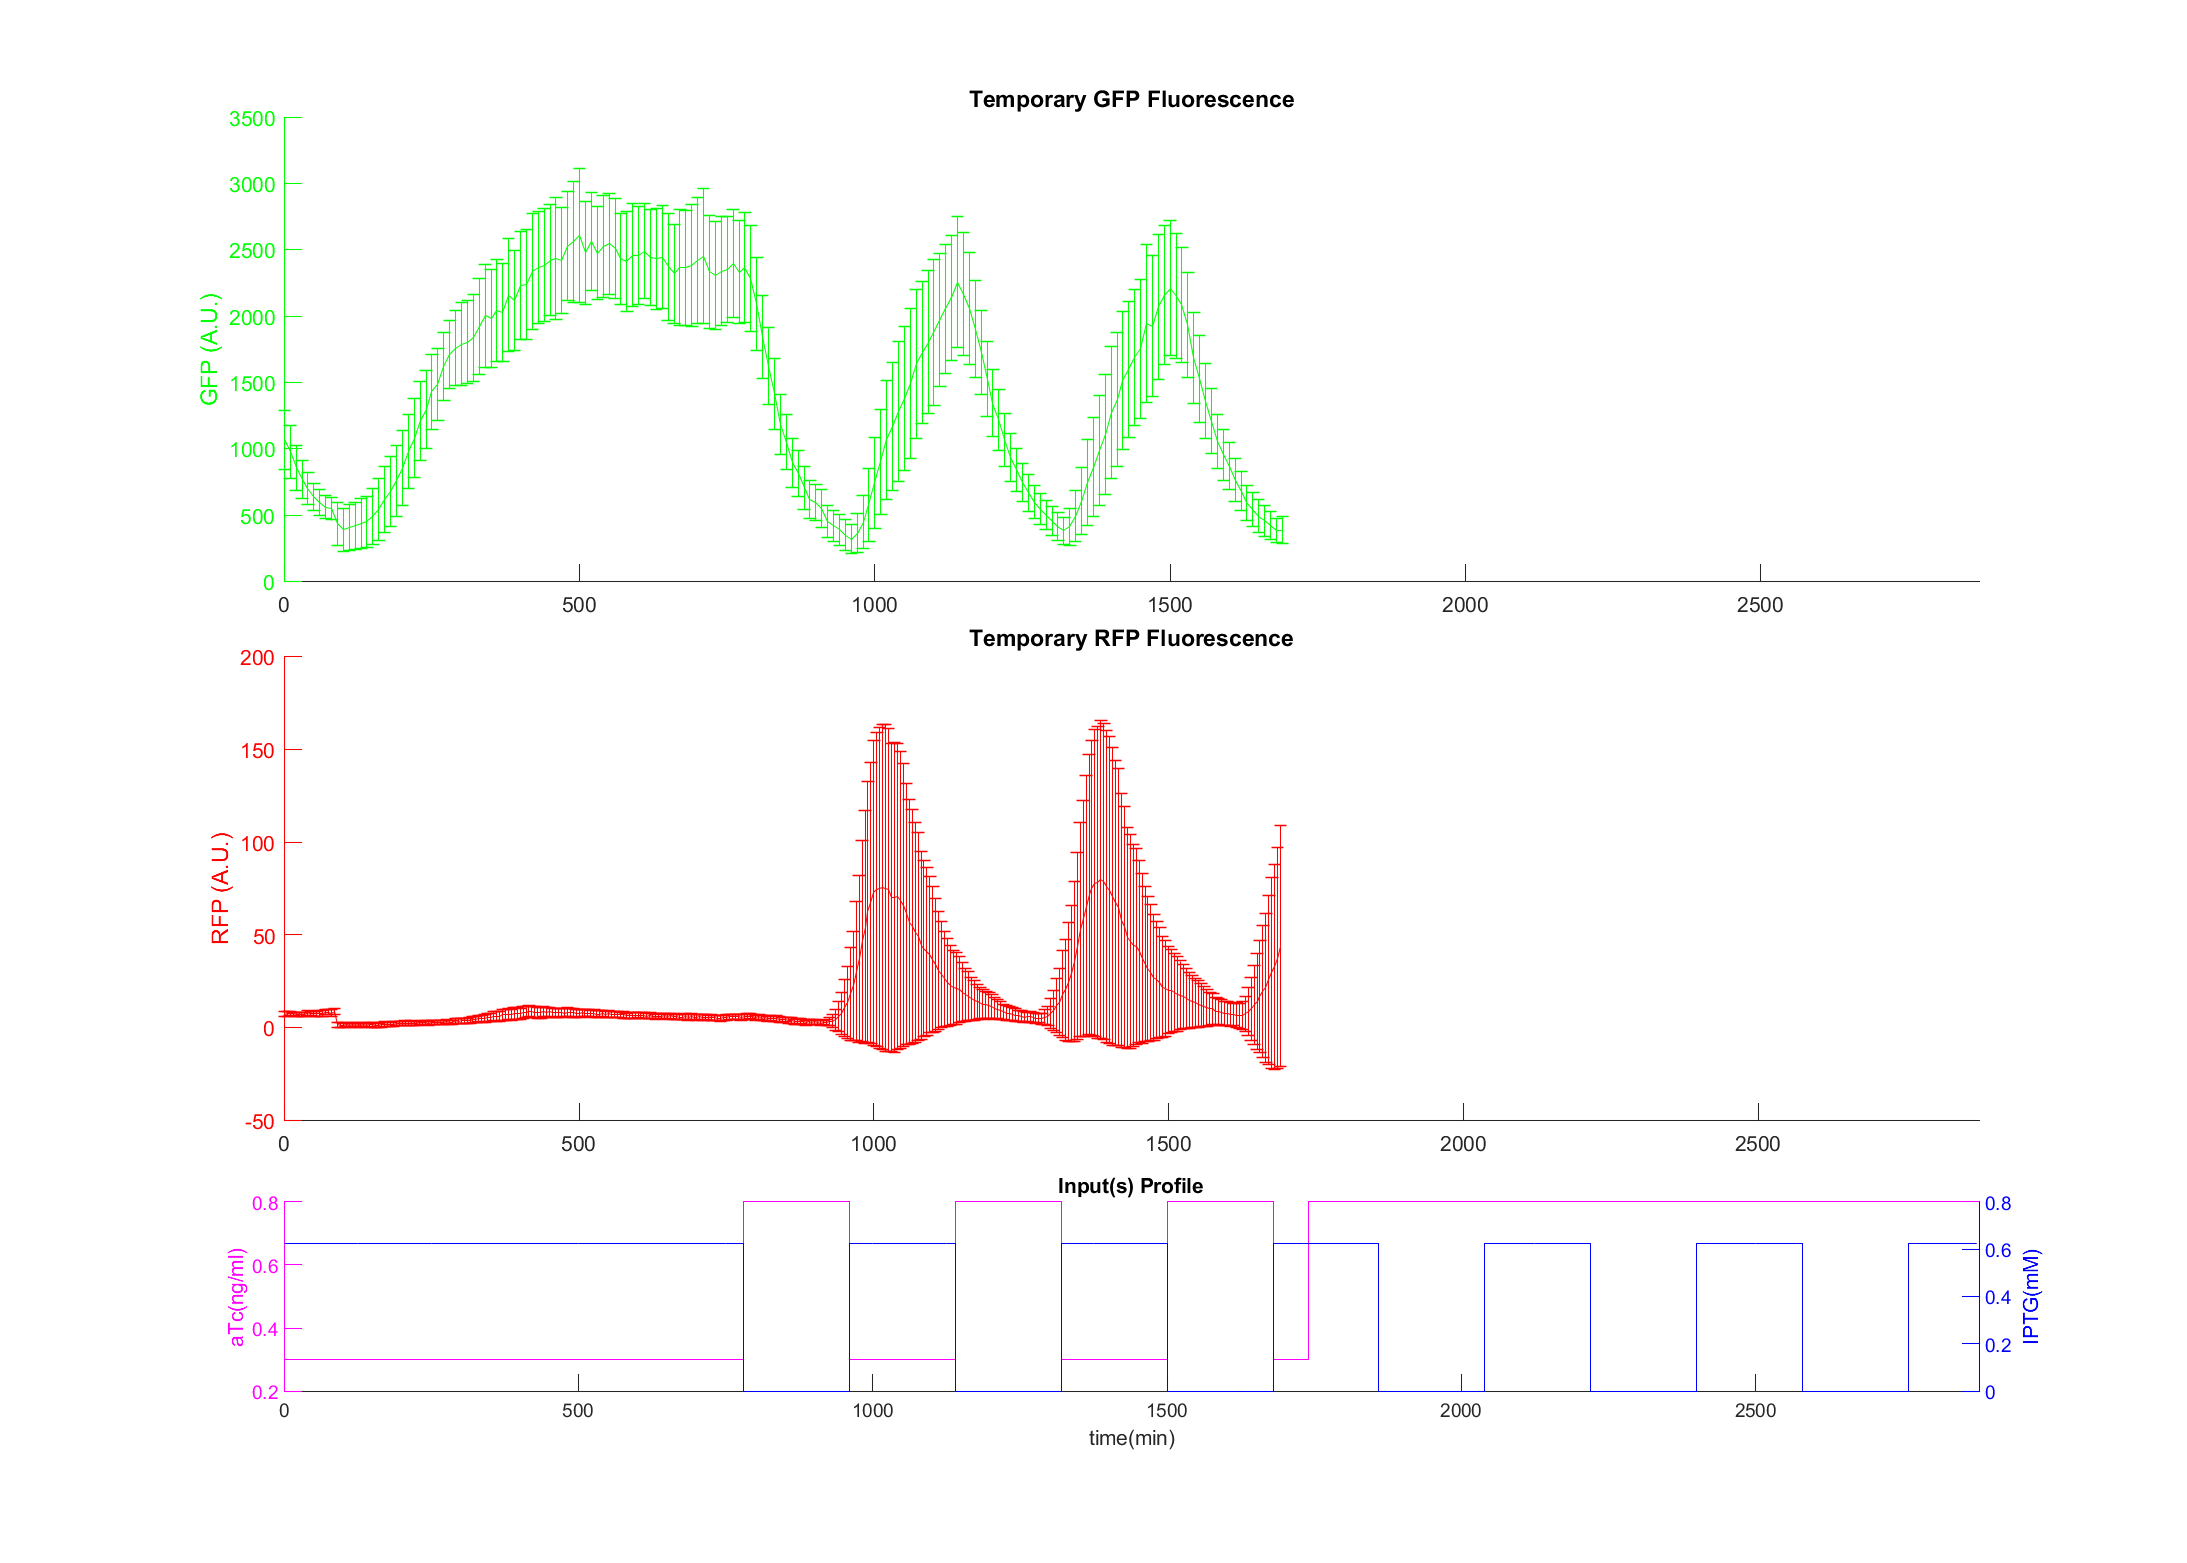 Temporary GFP Fluorescence
3500
3000
2500
2000
1500
1000
500
0
GFP (A.U.)
0 500 1000 1500 2000 2500
Temporary RFP Fluorescence
200
150
100
50
0
-50
RFP (A.U.)
0 500 1000 1500 2000 2500
Input(s) Profile
0.8
0.6
0.4
0.2
aTc(ng/ml)
0.8
0.6
0.4
0.2
0
IPTG(mM)
0 500 1000 1500 2000 2500
time(min)